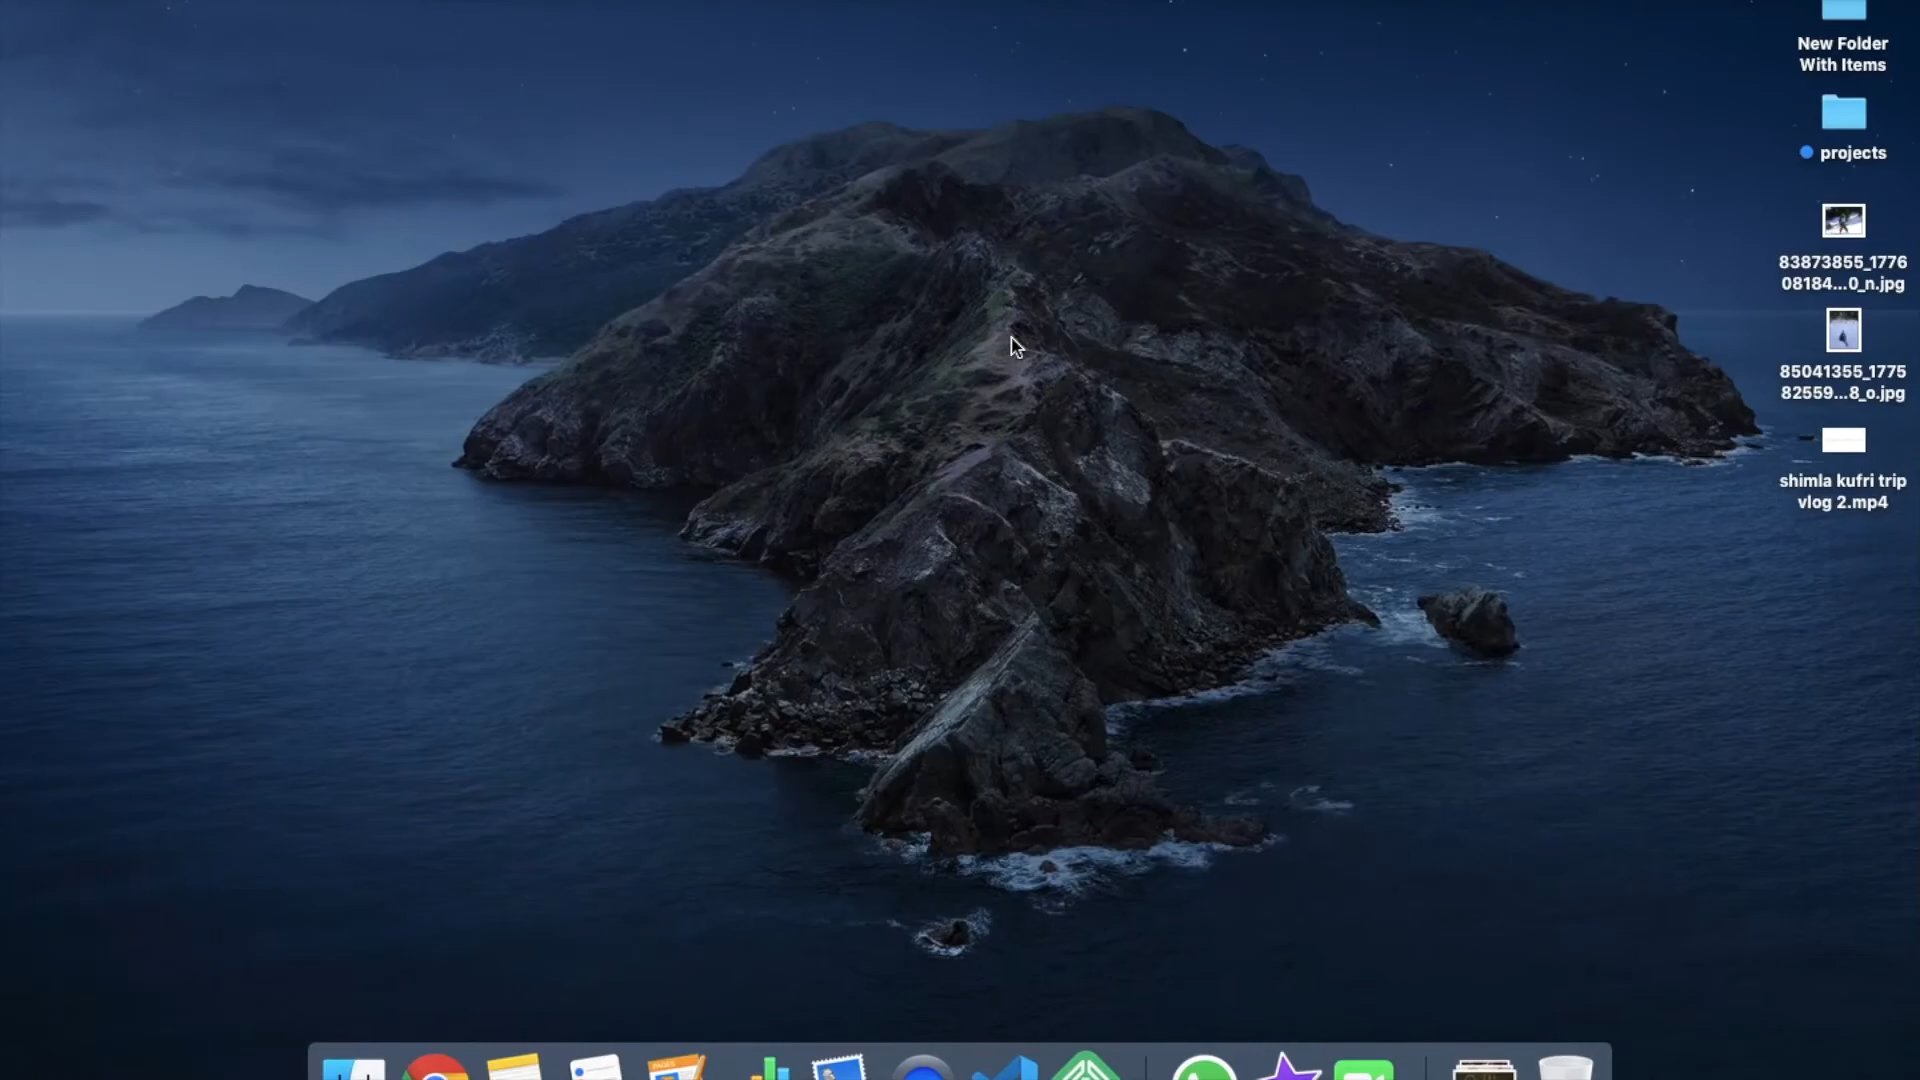 New Folder
With Items
projects
83873855_1776
08184...0_n.jpg
85041355_1775
82559...8_o.jpg
shimla kufri trip
vlog 2.mp4
PAGES